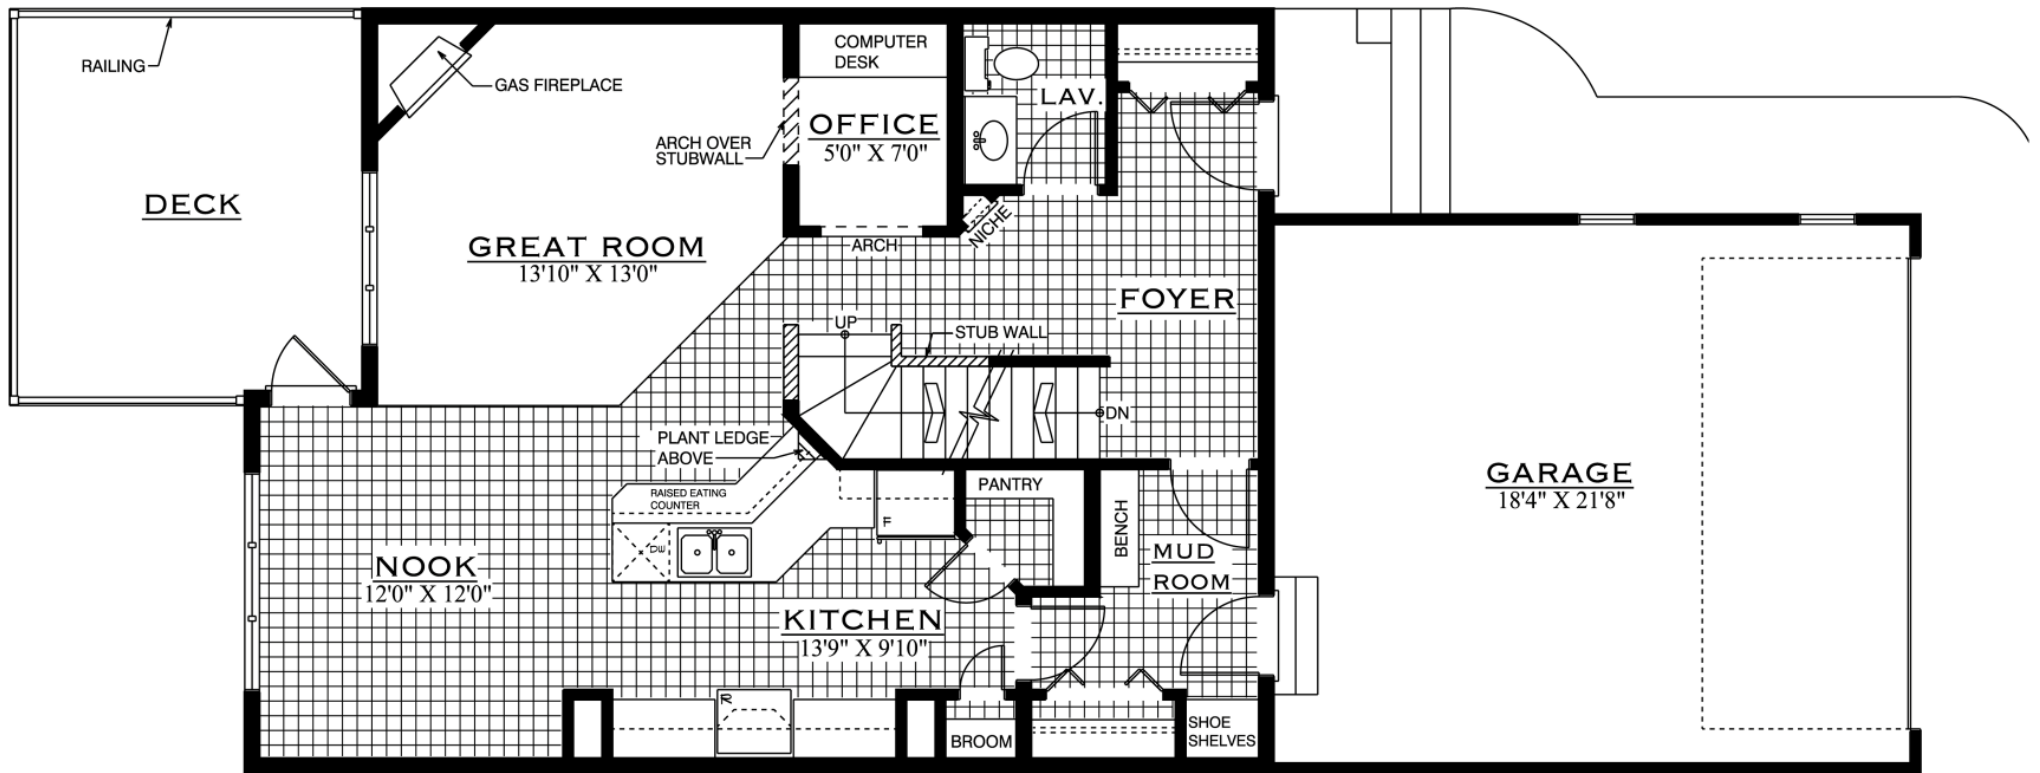 RAILING
DECK
GAS FIREPLACE
GREAT ROOM
13'10" X 13'0"
ARCH OVER
STUBWALL
COMPUTER
DESK
OFFICE
5'0" X 7'0"
ARCH
LAV.
NICHE
FOYER
UP
STUB WALL
DN
PLANT LEDGE
ABOVE
RAISED EATING
COUNTER
DW
F
PANTRY
BENCH
MUD
ROOM
NOOK
12'0" X 12'0"
KITCHEN
13'9" X 9'10"
R
BROOM
SHOE
SHELVES
GARAGE
18'4" X 21'8"